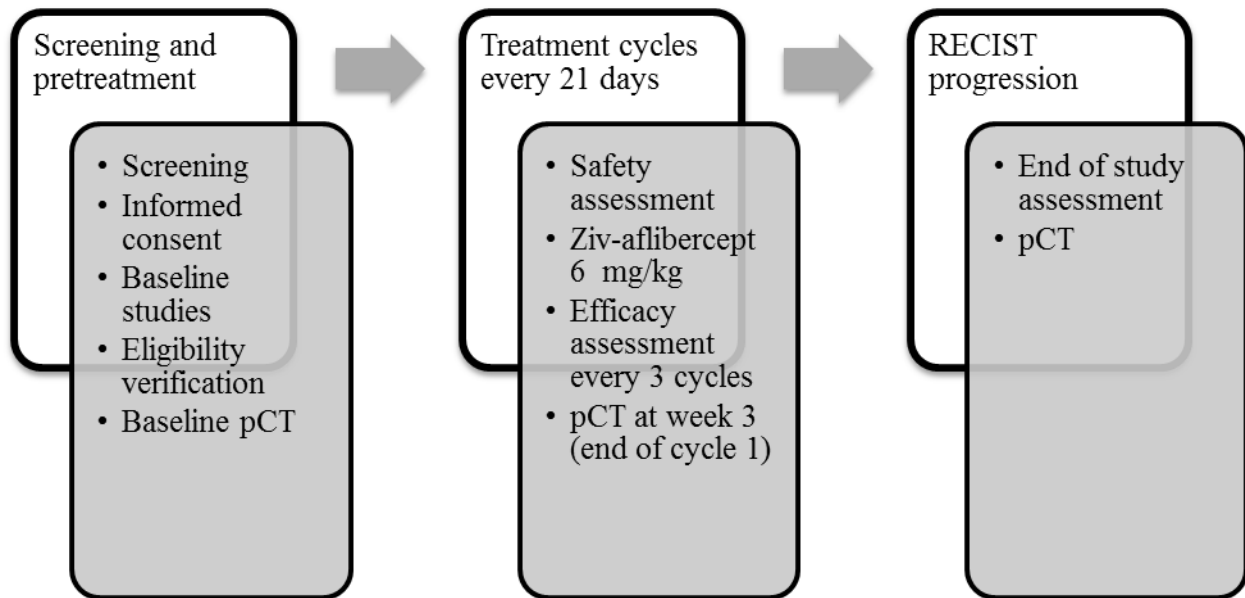 Screening and
pretreatment
• Screening
• Informed
consent
• Baseline
studies
• Eligibility
verification
• Baseline pCT
Treatment cycles
every 21 days
• Safety
assessment
• Ziv-aflibercept
6 mg/kg
• Efficacy
assessment
every 3 cycles
• pCT at week 3
(end of cycle 1)
RECIST
progression
• End of study
assessment
• pCT